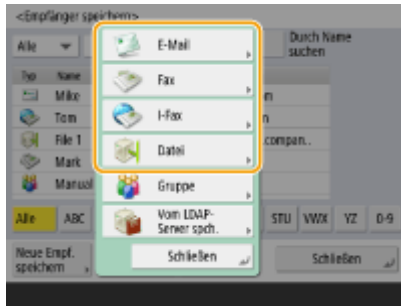 <Empfänger speichern>
Alle
Durch Name
suchen
Typ Name
E-Mail
Fax
I-Fax
Datei
Gruppe
Vom LDAP-
Server spch.
Schließen
Mike
Tom
File 1
Mark
Manual
.compan..
Alle ABC STU VWX YZ 0-9
Neue Empf.
speichern
Schließen